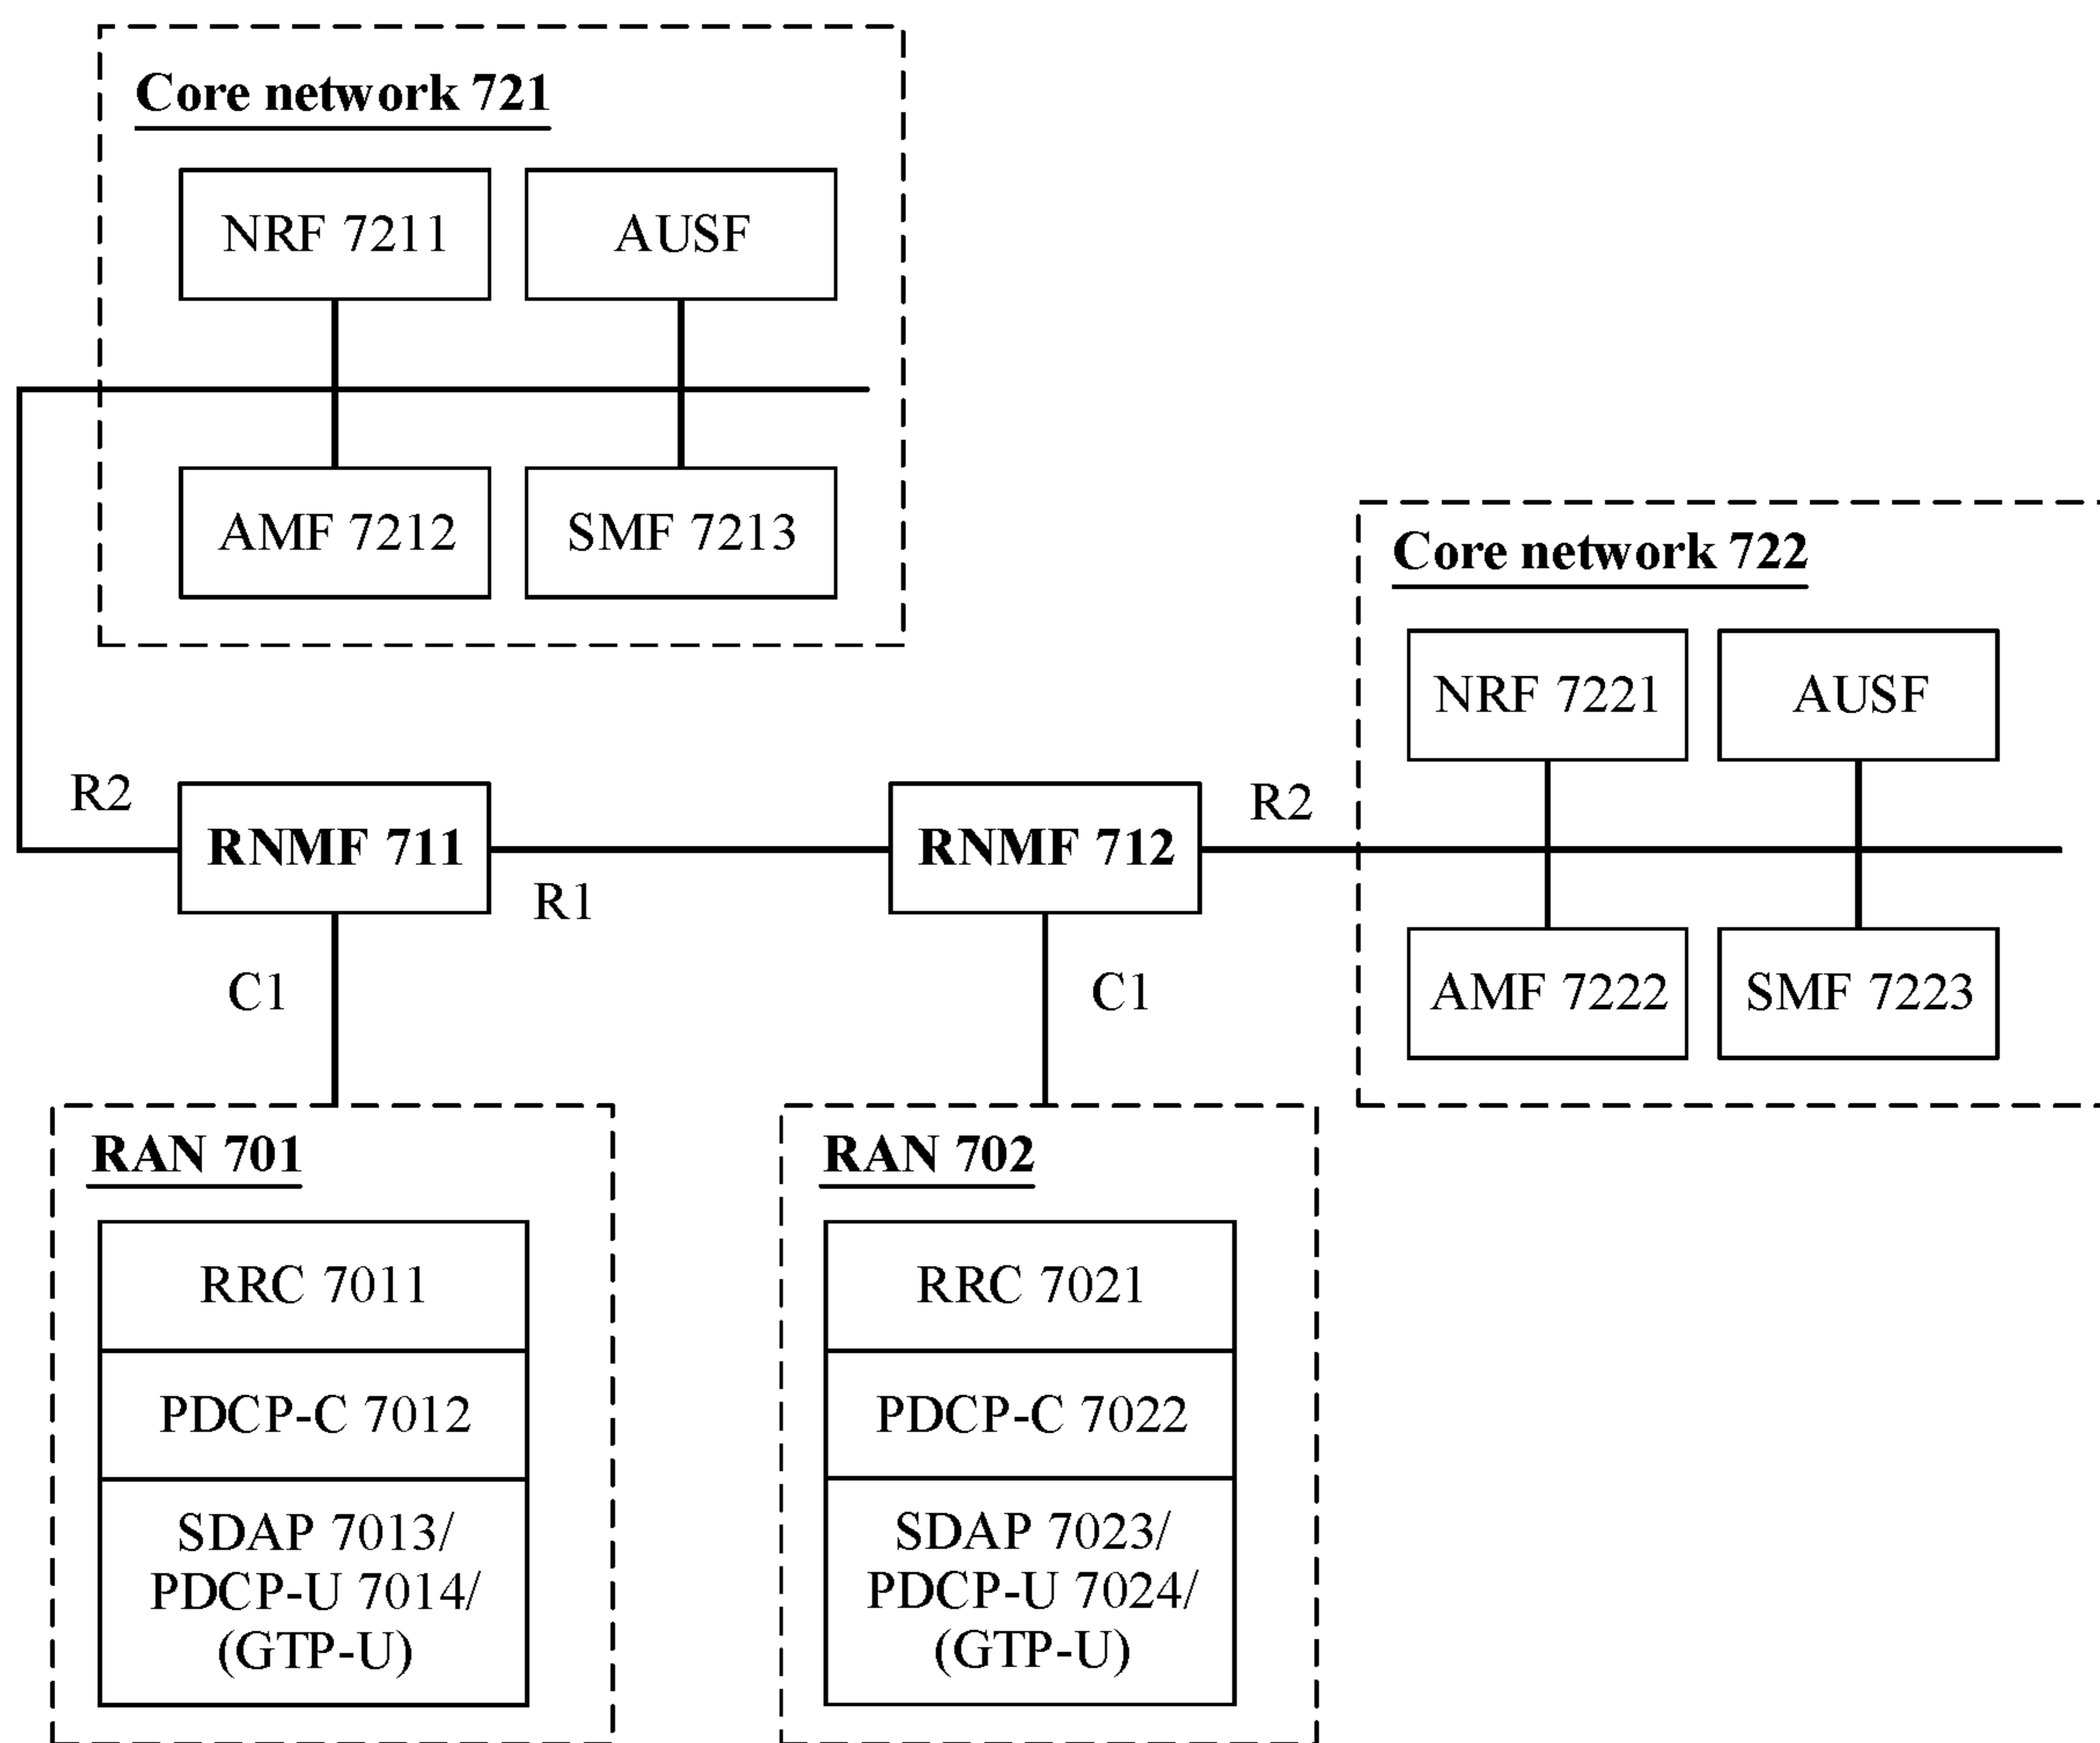 Core network 721
NRF 7211
AUSF
AMF 7212
SMF 7213
Core network 722
NRF 7221
AUSF
AMF 7222
SMF 7223
R2
RNMF 711
R1
RNMF 712
R2
C1
C1
RAN 701
RRC 7011
PDCP-C 7012
SDAP 7013/
PDCP-U 7014/
(GTP-U)
RAN 702
RRC 7021
PDCP-C 7022
SDAP 7023/
PDCP-U 7024/
(GTP-U)